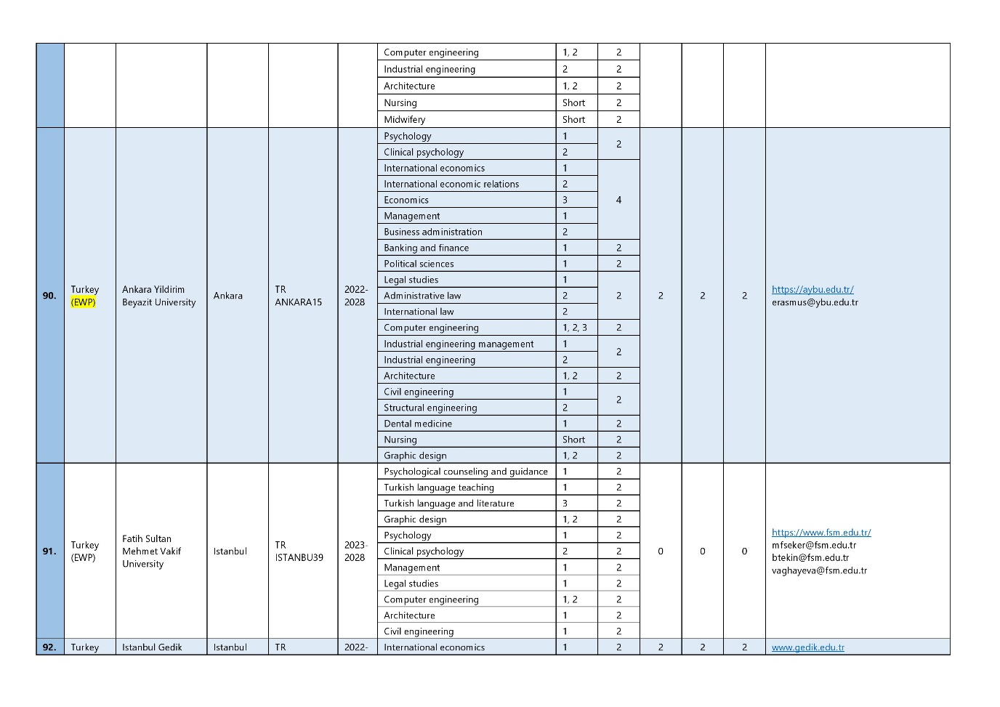 Computer engineering 1, 2 2
Industrial engineering 2 2
Architecture 1, 2 2
Nursing Short 2
Midwifery Short 2
90.
Turkey
(EWP)
Ankara Yildirim
Beyazit University
Ankara
TR
ANKARA15
2022-
2028
Psychology 1
2
Clinical psychology 2
International economics 1
International economic relations 2
Economics 3
4
Management 1
Business administration 2
Banking and finance 1 2
Political sciences 1 2
Legal studies 1
Administrative law 2
2
International law 2
Computer engineering 1, 2, 3 2
Industrial engineering management 1
2
Industrial engineering 2
Architecture 1, 2 2
Civil engineering 1
2
Structural engineering 2
Dental medicine 1 2
Nursing Short 2
Graphic design 1, 2 2
2 2 2
https://aybu.edu.tr/
erasmus@ybu.edu.tr
91.
Turkey
(EWP)
Fatih Sultan
Mehmet Vakif
University
Istanbul
TR
ISTANBU39
2023-
2028
Psychological counseling and guidance 1 2
Turkish language teaching 1 2
Turkish language and literature 3 2
Graphic design 1, 2 2
Psychology 1 2
Clinical psychology 2 2
Management 1 2
Legal studies 1 2
Computer engineering 1, 2 2
Architecture 1 2
Civil engineering 1 2
0 0 0
https://www.fsm.edu.tr/
mfseker@fsm.edu.tr
btekin@fsm.edu.tr
vaghayeva@fsm.edu.tr
92. Turkey Istanbul Gedik Istanbul TR 2022- International economics 1 2 2 2 2 www.gedik.edu.tr